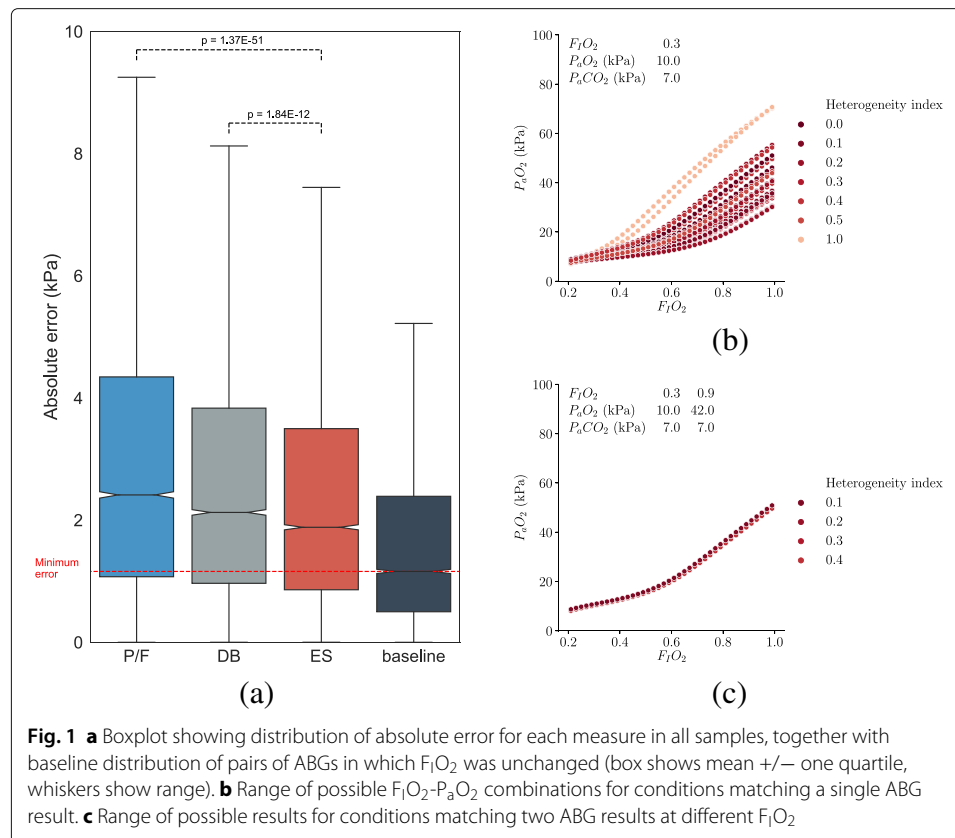 10
8
6
4
2
0
Absolute error (kPa)
p = 1.37E-51
p = 1.84E-12
Minimum
error
P/F DB ES baseline
(a)
100
80
60
40
20
0
PaO2 (kPa)
FIO2 0.3
PaO2 (kPa) 10.0
PaCO2 (kPa) 7.0
Heterogeneity index
0.0
0.1
0.2
0.3
0.4
0.5
1.0
0.2 0.4 0.6 0.8 1.0
FIO2
(b)
100
80
60
40
20
0
PaO2 (kPa)
FIO2 0.3 0.9
PaO2 (kPa) 10.0 42.0
PaCO2 (kPa) 7.0 7.0
Heterogeneity index
0.1
0.2
0.3
0.4
0.2 0.4 0.6 0.8 1.0
FIO2
(c)
Fig. 1 a Boxplot showing distribution of absolute error for each measure in all samples, together with
baseline distribution of pairs of ABGs in which FIO2 was unchanged (box shows mean +/− one quartile,
whiskers show range). b Range of possible FIO2-PaO2 combinations for conditions matching a single ABG
result. c Range of possible results for conditions matching two ABG results at different FIO2